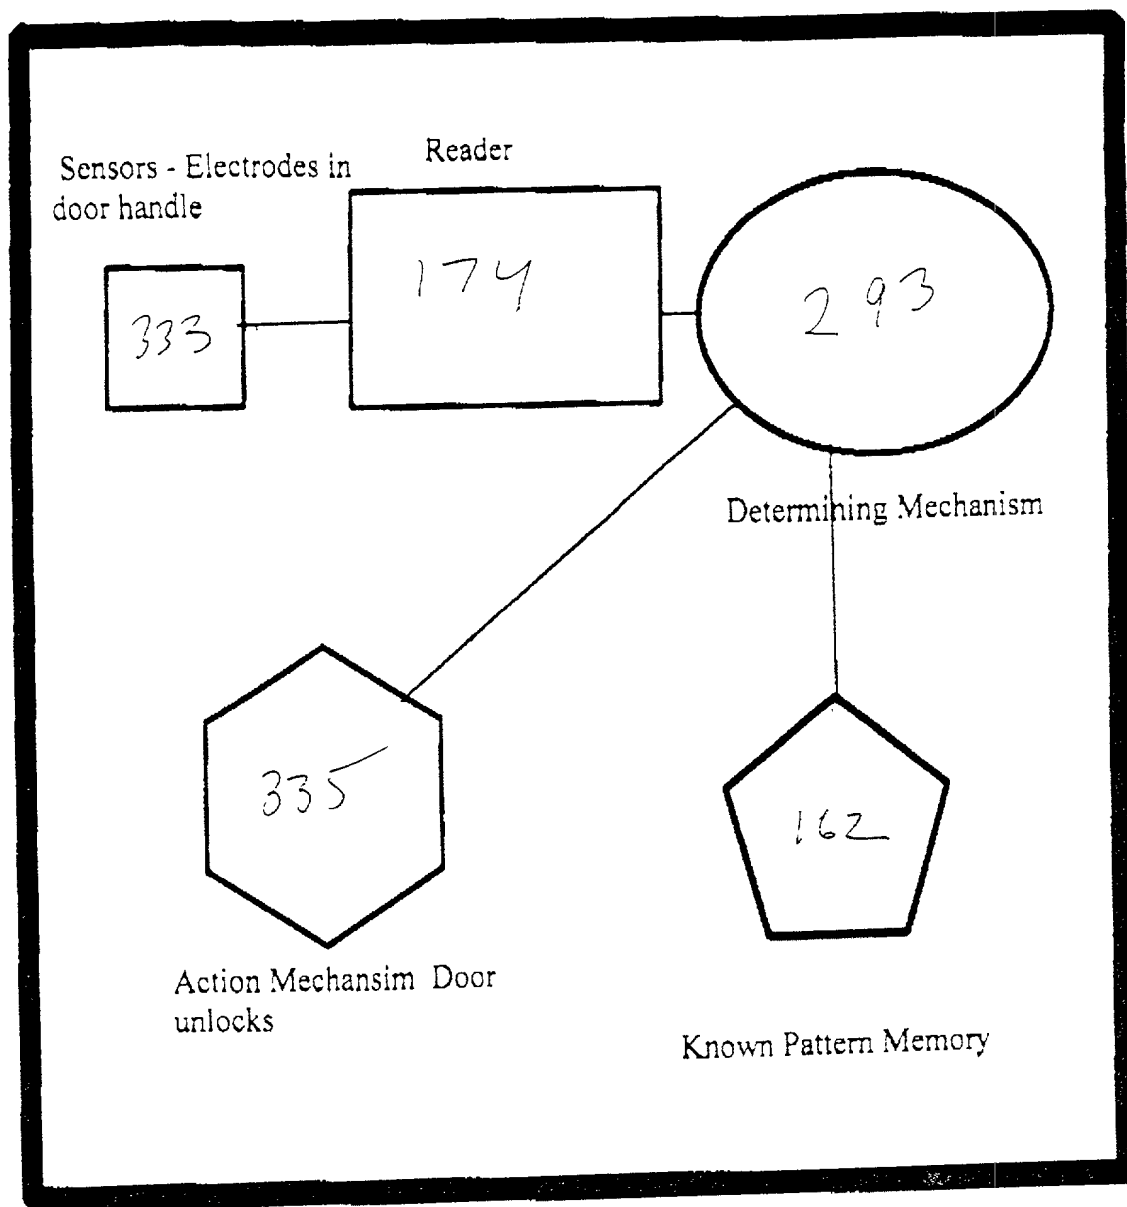 Reader
Sensors - Electrodes in
door handle
174
293
333
Determining Mechanism
335
162
Action Mechansim Door
unlocks
Known Pattern Memory